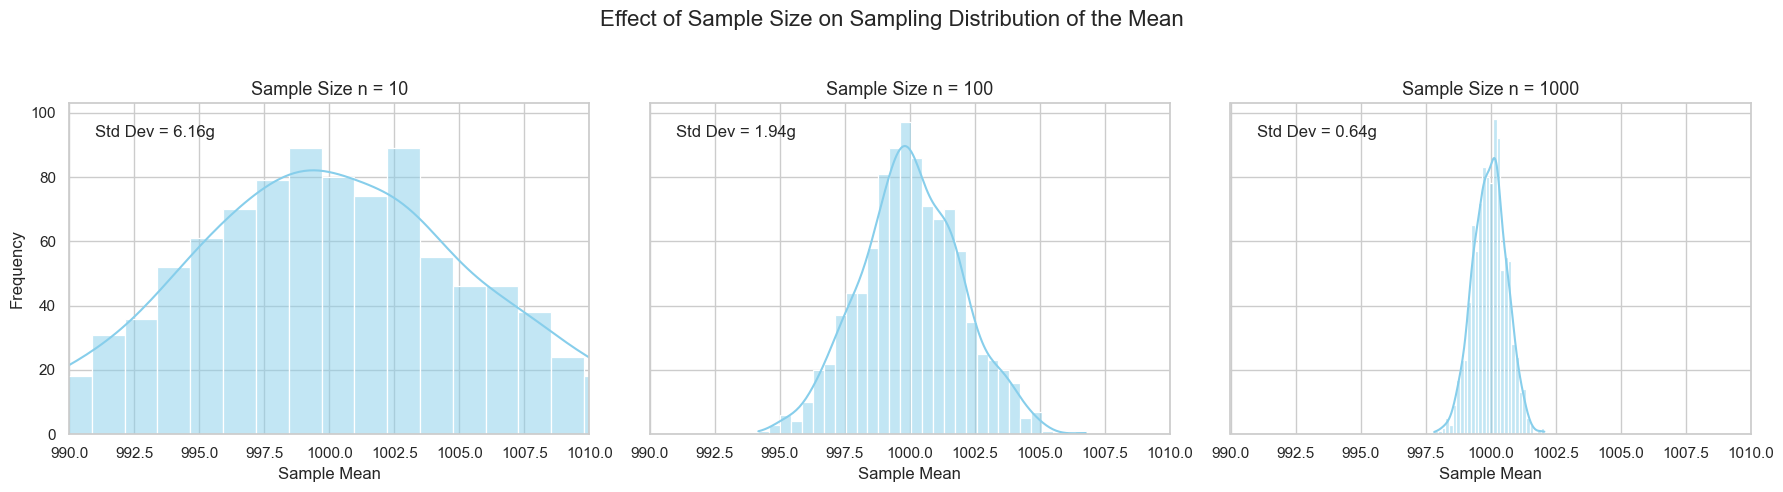 Effect of Sample Size on Sampling Distribution of the Mean
Sample Size n = 10
Std Dev = 6.16g
Frequency
100
80
60
40
20
0
990.0 992.5 995.0 997.5 1000.0 1002.5 1005.0 1007.5 1010.0
Sample Mean
Sample Size n = 100
Std Dev = 1.94g
990.0 992.5 995.0 997.5 1000.0 1002.5 1005.0 1007.5 1010.0
Sample Mean
Sample Size n = 1000
Std Dev = 0.64g
990.0 992.5 995.0 997.5 1000.0 1002.5 1005.0 1007.5 1010.0
Sample Mean